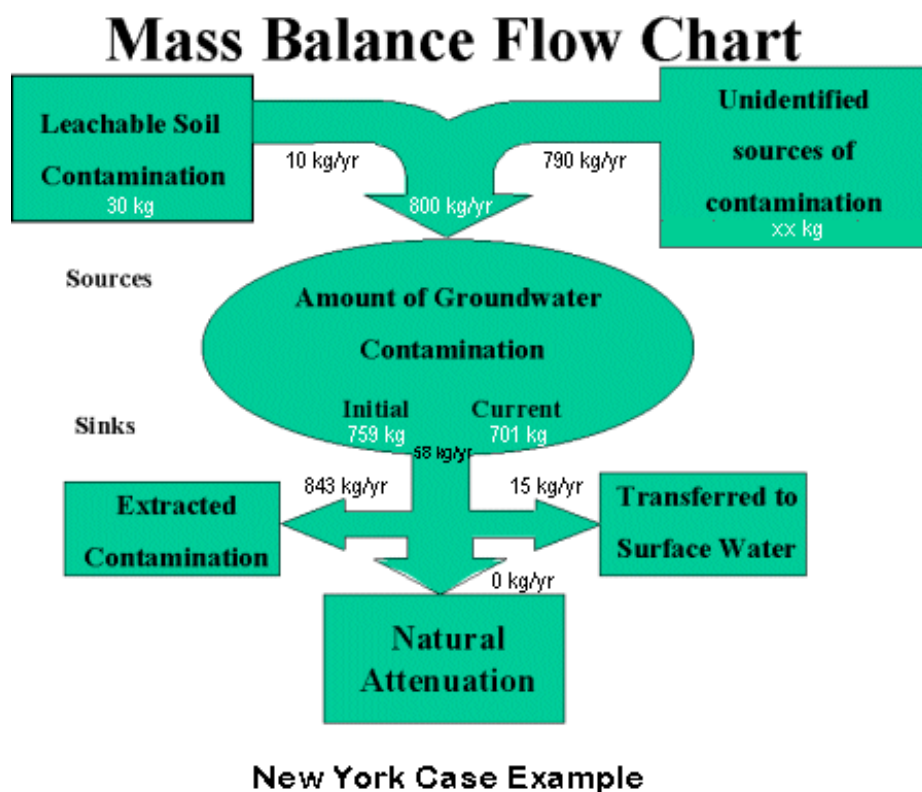 Mass Balance Flow Chart
Leachable Soil
Contamination
30 kg
10 kg/yr
790 kg/yr
800 kg/yr
Unidentified
sources of
contamination
xx kg
Sources
Amount of Groundwater
Contamination
Initial
759 kg
Current
701 kg
58 kg/yr
Sinks
843 kg/yr
15 kg/yr
Extracted
Contamination
Transferred to
Surface Water
0 kg/yr
Natural
Attenuation
New York Case Example